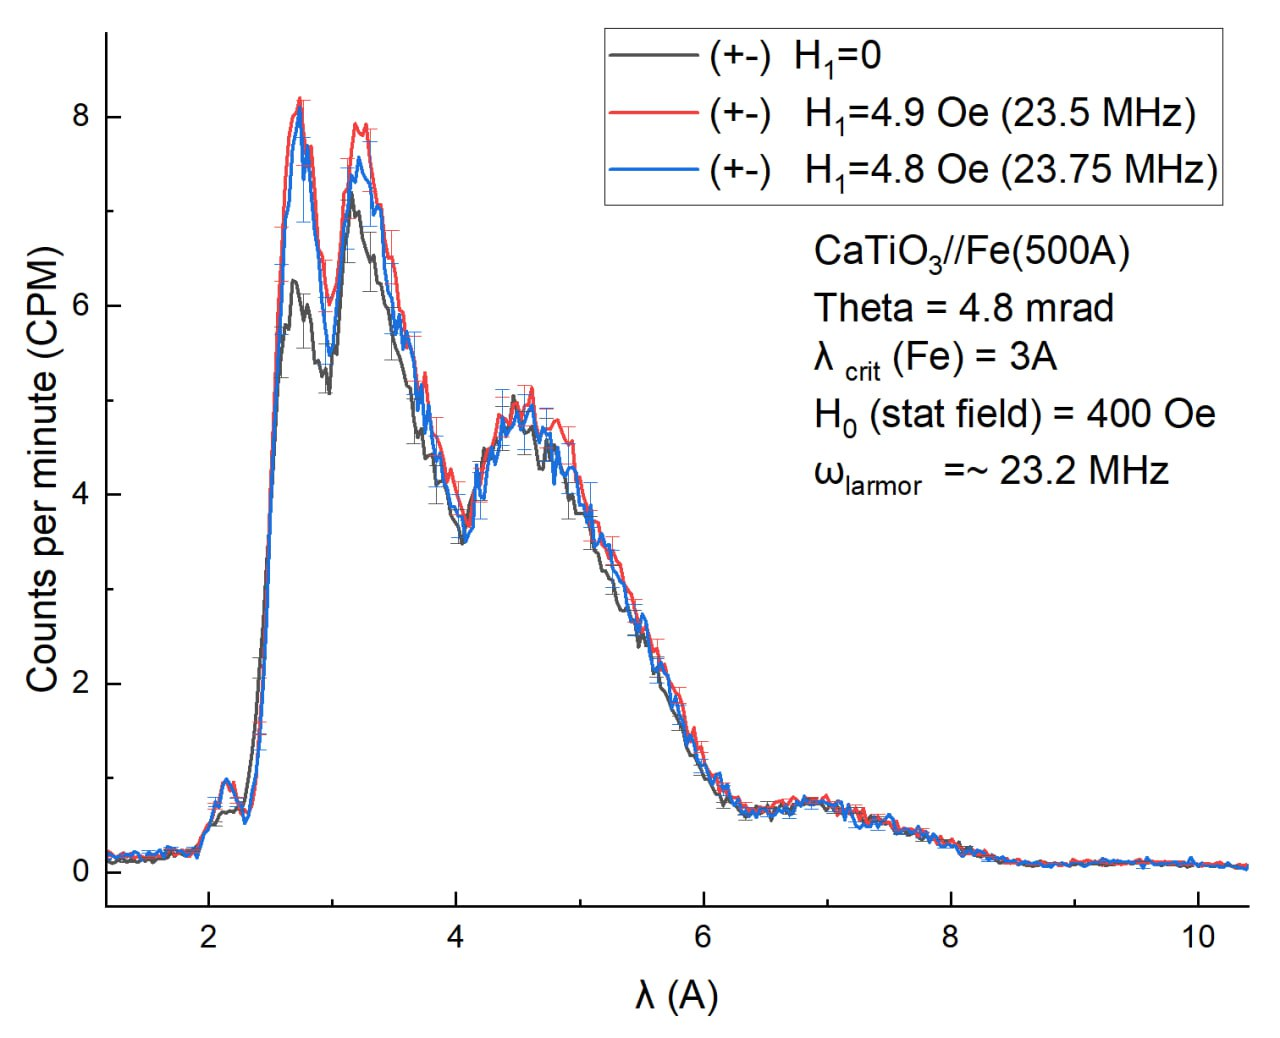 (+-) H₁=0
(+-) H₁=4.9 Oe (23.5 MHz)
(+-) H₁=4.8 Oe (23.75 MHz)
CaTiO₃//Fe(500A)
Theta = 4.8 mrad
λ crit (Fe) = 3A
H₀ (stat field) = 400 Oe
ωlarmor =~ 23.2 MHz
Counts per minute (CPM)
8
6
4
2
0
2 4 6 8 10
λ (A)